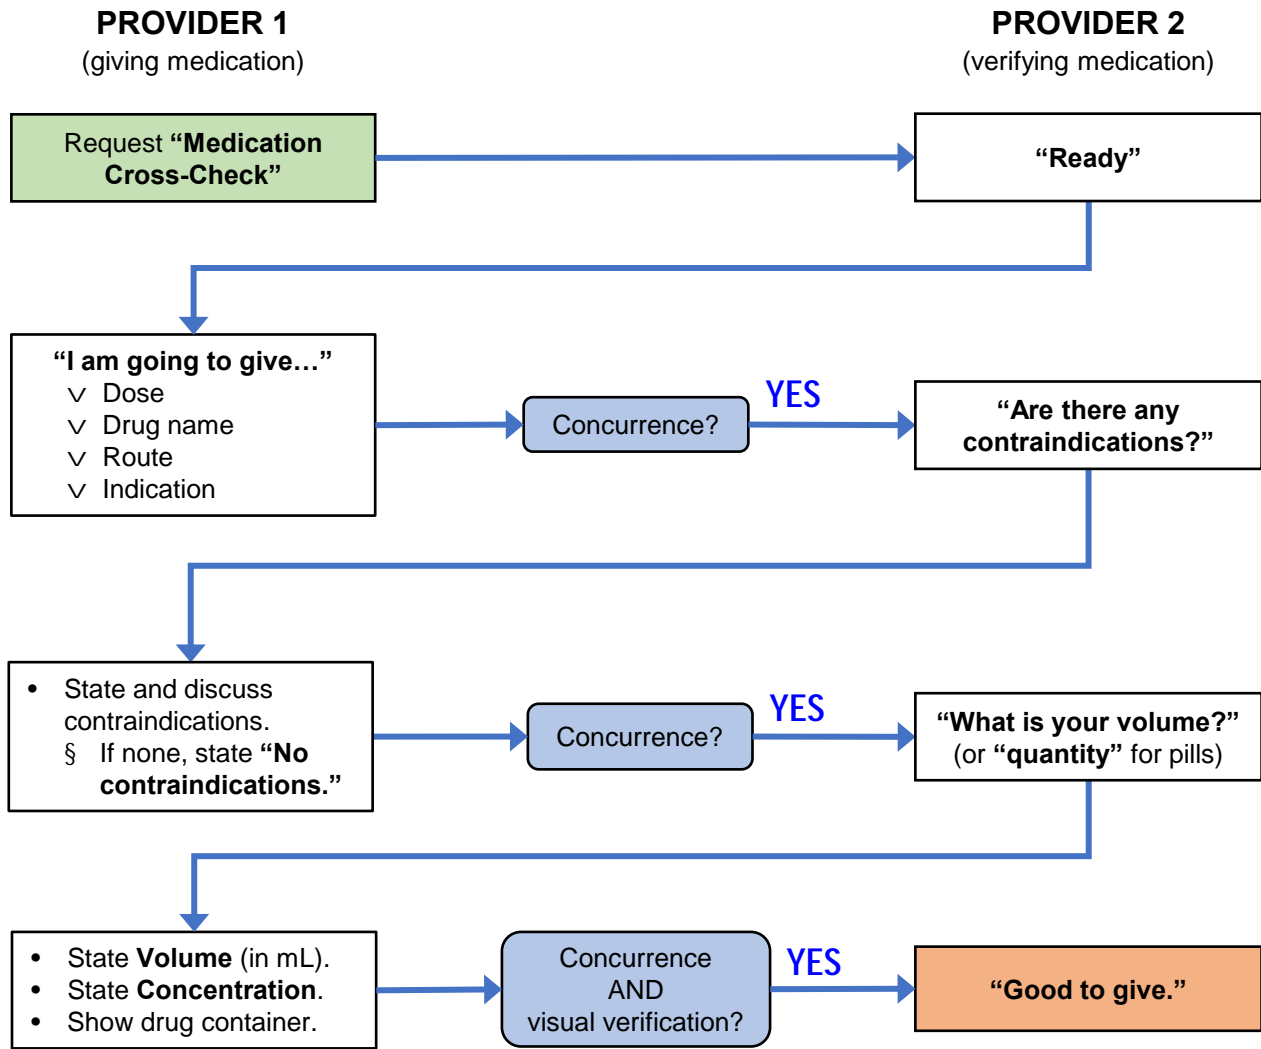 PROVIDER 1
(giving medication)
PROVIDER 2
(verifying medication)
Request “Medication
Cross-Check”
“Ready”
“I am going to give…”
v Dose
v Drug name
v Route
v Indication
Concurrence?
YES
“Are there any
contraindications?”
• State and discuss
contraindications.
§ If none, state “No
contraindications.”
Concurrence?
YES
“What is your volume?”
(or “quantity” for pills)
• State Volume (in mL).
• State Concentration.
• Show drug container.
Concurrence
AND
visual verification?
YES
“Good to give.”